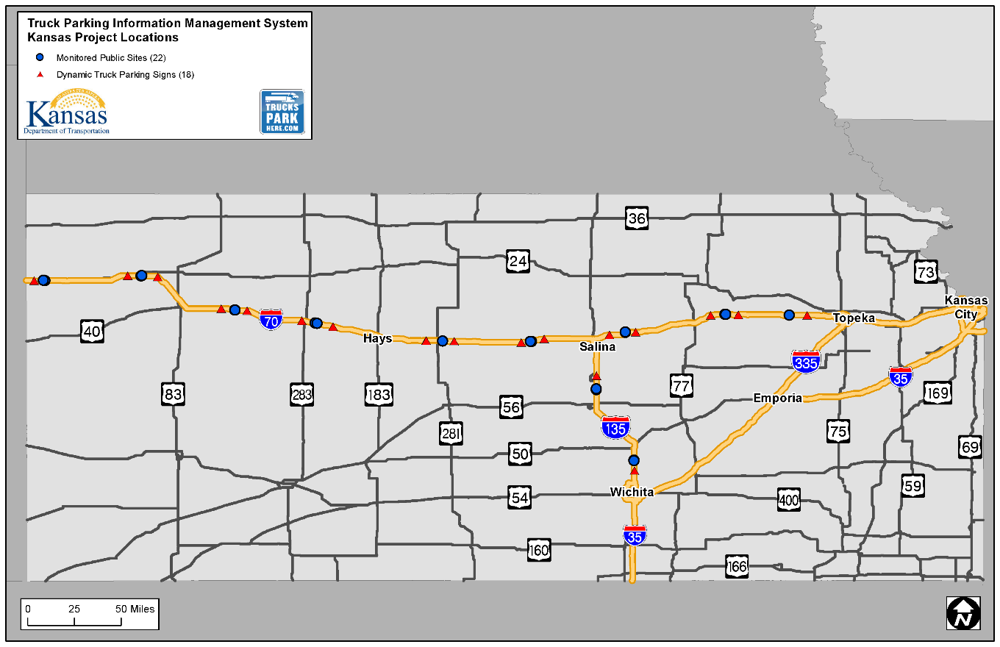 Truck Parking Information Management System
Kansas Project Locations
Monitored Public Sites (22)
Dynamic Truck Parking Signs (18)
Kansas
Department of Transportation
TRUCKS
PARK
HERE.COM
36
24
73
Kansas
City
40
70
Topeka
Hays
Salina
335
35
83
283
183
77
169
Emporia
56
135
281
75
50
69
59
Wichita
54
400
35
160
166
0 25 50 Miles
N